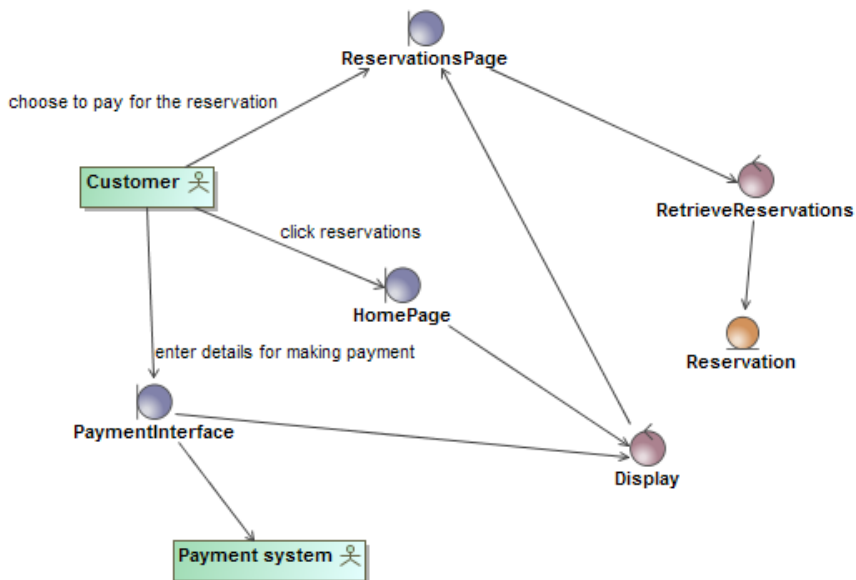 ReservationsPage
choose to pay for the reservation
Customer
RetrieveReservations
click reservations
HomePage
Reservation
enter details for making payment
PaymentInterface
Display
Payment system